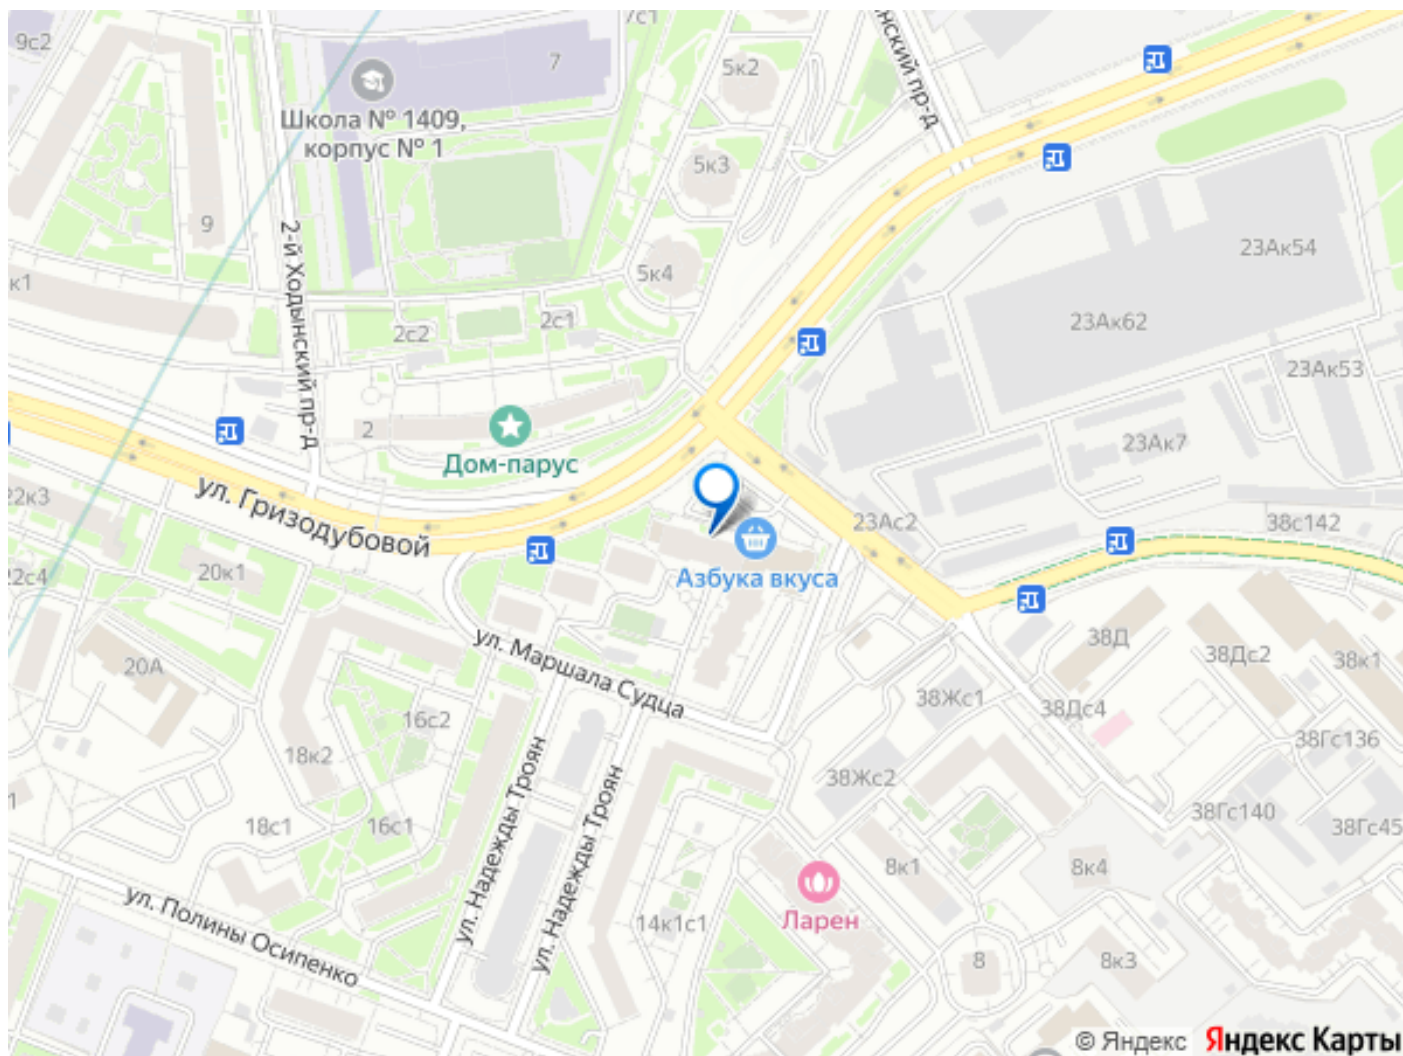 9с2
7с1
7
5к2
нский пр-д
Школа № 1409,
корпус № 1
5к3
9
2-й Ходынский пр-д
к1
5к4
23Ак54
2с2
2с1
23Ак62
23Ак53
2
Дом-парус
23Ак7
22к3
ул. Гризодубовой
23Ас2
38с142
22с4
20к1
Азбука вкуса
20А
ул. Маршала Судца
38Д
38Дс2
38к1
16с2
38Жс1
38Дс4
18к2
38Гс136
38Жс2
1
18с1
16с1
38Гс140
38Гс45
ул. Надежды Троян
ул. Надежды Троян
8к1
8к4
ул. Полины Осипенко
14к1с1
Ларен
8
8к3
© Яндекс Яндекс Карты